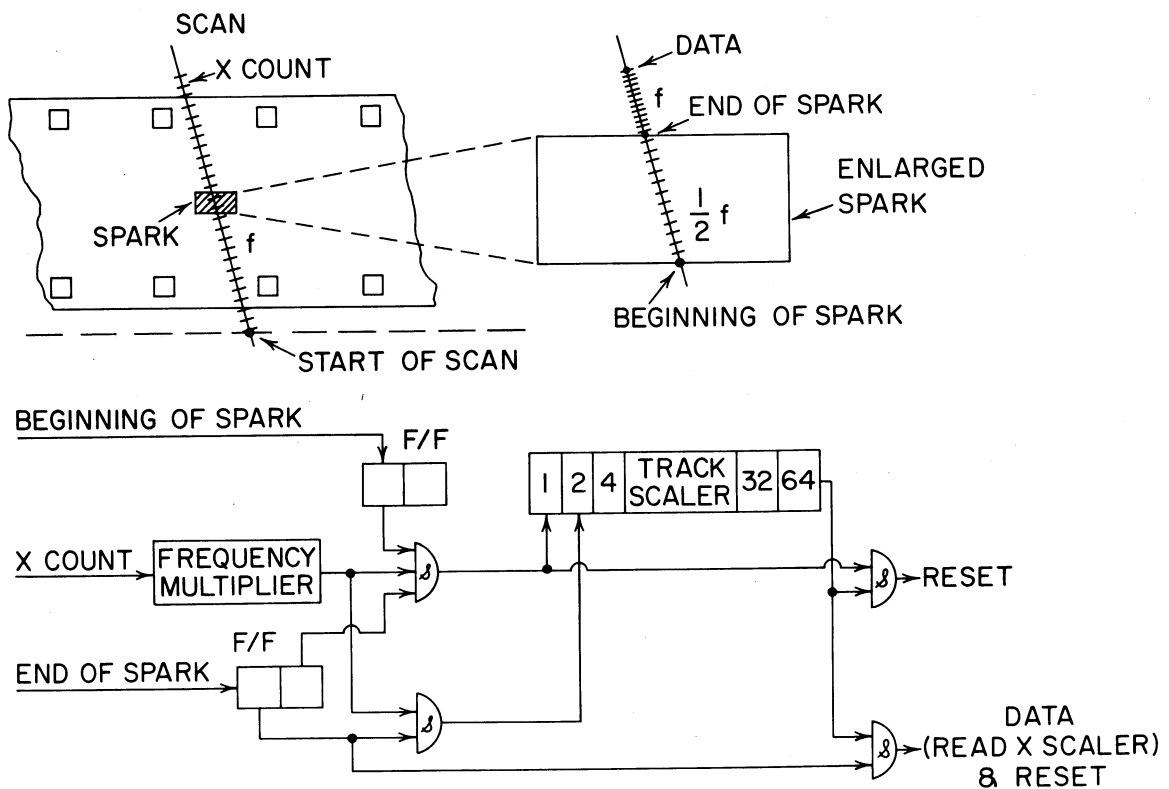 SCAN
X COUNT
SPARK
f
START OF SCAN
DATA
f
END OF SPARK
ENLARGED
SPARK
1/2 f
BEGINNING OF SPARK
BEGINNING OF SPARK
F/F
1 2 4 TRACK SCALER 32 64
X COUNT
FREQUENCY
MULTIPLIER
&
&
RESET
F/F
END OF SPARK
&
&
DATA
(READ X SCALER)
& RESET